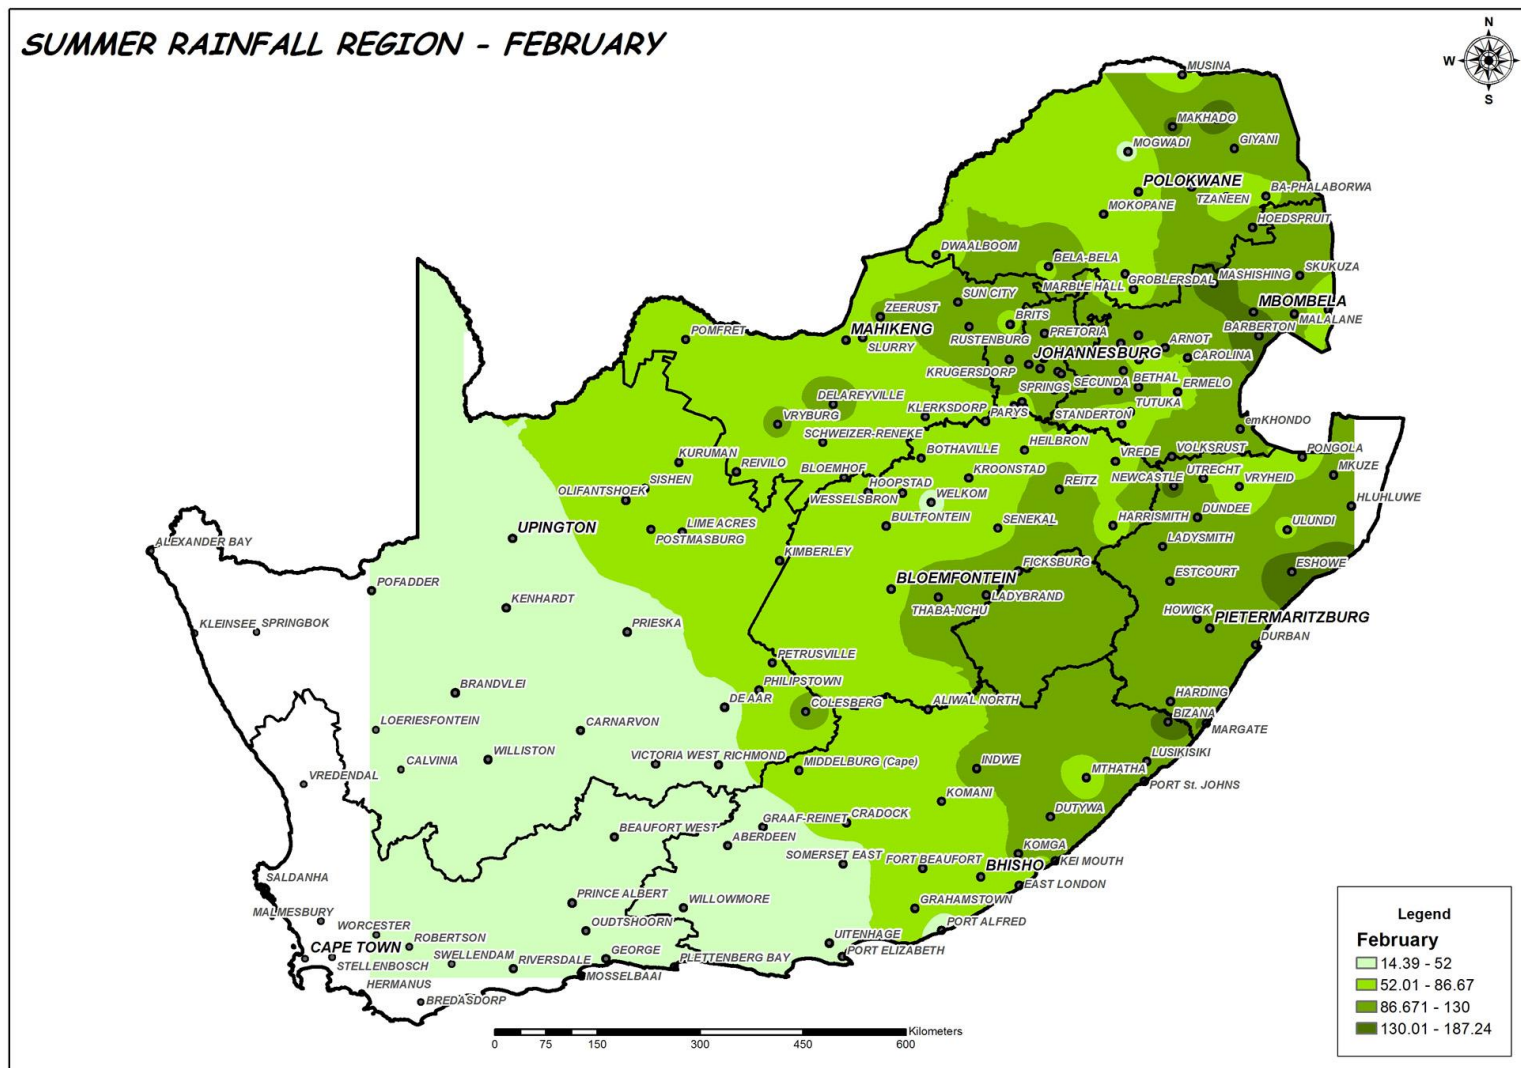 SUMMER RAINFALL REGION - FEBRUARY
N
W
S
MUSINA
MAKHADO
MOGWADI
GIYANI
POLOKWANE
BA-PHALABORWA
TZANEEN
MOKOPANE
HOEDSPRUIT
DWAALBOOM
BELA-BELA
MARBLE HALL
GROBLERSDAL
MASHISHING
SKUKUZA
SUN CITY
ZEERUST
BRITS
MBOMBELA
MALALANE
MAHIKENG
SLURRY
RUSTENBURG
PRETORIA
BARBERTON
POMFRET
JOHANNESBURG
ARNOT
CAROLINA
KRUGERSDORP
SPRINGS
SECUNDA
BETHAL
ERMELO
DELAREYVILLE
KLERKSDORP
PARYS
STANDERTON
TUTUKA
VRYBURG
emKHONDO
SCHWEIZER-RENEKE
HEILBRON
BOTHAVILLE
VREDE
VOLKSRUST
PONGOLA
KURUMAN
REIVILO
BLOEMHOF
KROONSTAD
REITZ
NEWCASTLE
UTRECHT
VRYHEID
MKUZE
SISHEN
OLIFANTSHOEK
HOOPSTAD
WESSELSBRON
WELKOM
HLUHLUWE
UPINGTON
LIME ACRES
POSTMASBURG
BULTFONTEIN
SENEKAL
HARRISMITH
DUNDEE
ULUNDI
ALEXANDER BAY
LADYSMITH
KIMBERLEY
POFADDER
BLOEMFONTEIN
FICKSBURG
ESTCOURT
ESHOWE
KENHARDT
THABA-NCHU
LADYBRAND
HOWICK
PIETERMARITZBURG
KLEINSEE
SPRINGBOK
PRIESKA
DURBAN
PETRUSVILLE
BRANDVLEI
PHILIPSTOWN
DE AAR
COLESBERG
ALIWAL NORTH
HARDING
BIZANA
MARGATE
LOERIESFONTEIN
CARNARVON
CALVINIA
WILLISTON
VICTORIA WEST
RICHMOND
MIDDELBURG (Cape)
INDWE
LUSIKISIKI
VREDENDAL
MTHATHA
PORT St. JOHNS
KOMANI
DUTYWA
BEAUFORT WEST
GRAAF-REINET
CRADOCK
ABERDEEN
SOMERSET EAST
FORT BEAUFORT
BHISHO
KOMGA
KEI MOUTH
EAST LONDON
SALDANHA
PRINCE ALBERT
WILLOWMORE
GRAHAMSTOWN
MALMESBURY
WORCESTER
OUDTSHOORN
UITENHAGE
PORT ALFRED
CAPE TOWN
ROBERTSON
STELLENBOSCH
SWELLENDAM
RIVERSDALE
GEORGE
PLETTENBERG BAY
PORT ELIZABETH
MOSSELBAAI
HERMANUS
BREDASDORP
Kilometers
0 75 150 300 450 600
Legend
February
14.39 - 52
52.01 - 86.67
86.671 - 130
130.01 - 187.24